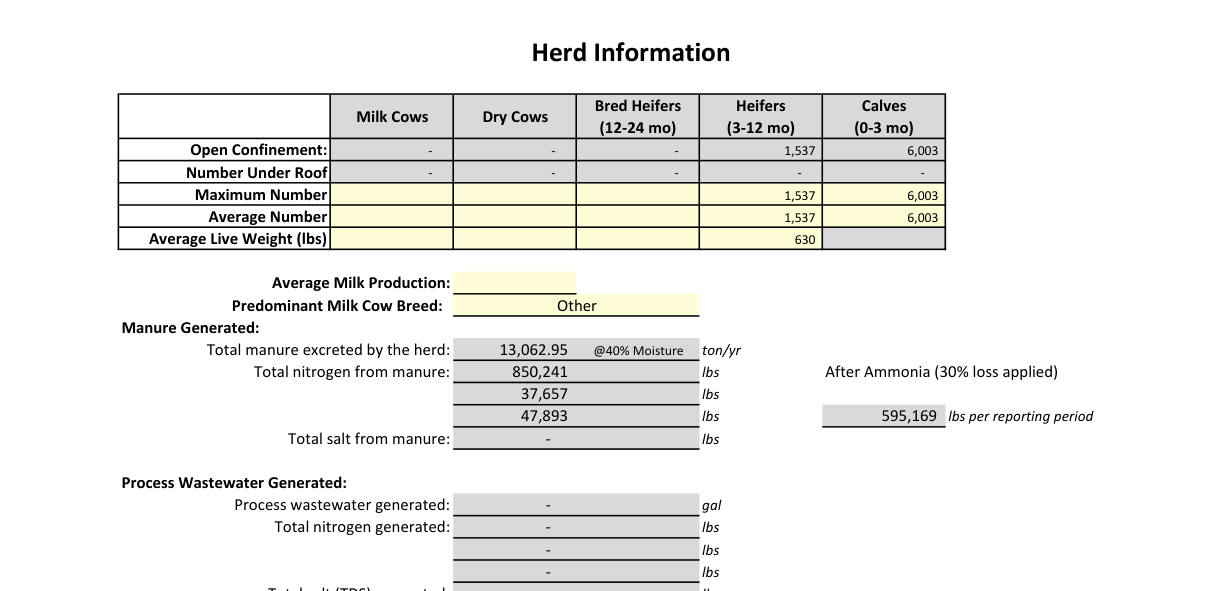 Herd Information
Milk Cows Dry Cows Bred Heifers (12-24 mo) Heifers (3-12 mo) Calves (0-3 mo)
Open Confinement: - - - 1,537 6,003
Number Under Roof - - - - -
Maximum Number 1,537 6,003
Average Number 1,537 6,003
Average Live Weight (lbs) 630
Average Milk Production:
Predominant Milk Cow Breed: Other
Manure Generated:
Total manure excreted by the herd: 13,062.95 @40% Moisture ton/yr
Total nitrogen from manure: 850,241 lbs After Ammonia (30% loss applied)
37,657 lbs
47,893 lbs 595,169 lbs per reporting period
Total salt from manure: - lbs
Process Wastewater Generated:
Process wastewater generated: - gal
Total nitrogen generated: - lbs
- lbs
- lbs